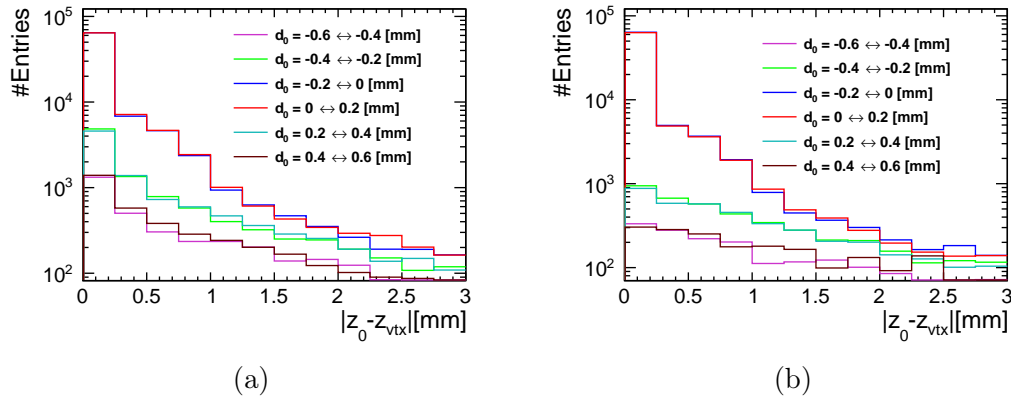 #Entries
10^5
10^4
10^3
10^2
d_0 = -0.6 ↔ -0.4 [mm]
d_0 = -0.4 ↔ -0.2 [mm]
d_0 = -0.2 ↔ 0 [mm]
d_0 = 0 ↔ 0.2 [mm]
d_0 = 0.2 ↔ 0.4 [mm]
d_0 = 0.4 ↔ 0.6 [mm]
0 0.5 1 1.5 2 2.5 3
|z_0-z_vtx|[mm]
(a)
#Entries
10^5
10^4
10^3
10^2
d_0 = -0.6 ↔ -0.4 [mm]
d_0 = -0.4 ↔ -0.2 [mm]
d_0 = -0.2 ↔ 0 [mm]
d_0 = 0 ↔ 0.2 [mm]
d_0 = 0.2 ↔ 0.4 [mm]
d_0 = 0.4 ↔ 0.6 [mm]
0 0.5 1 1.5 2 2.5 3
|z_0-z_vtx|[mm]
(b)